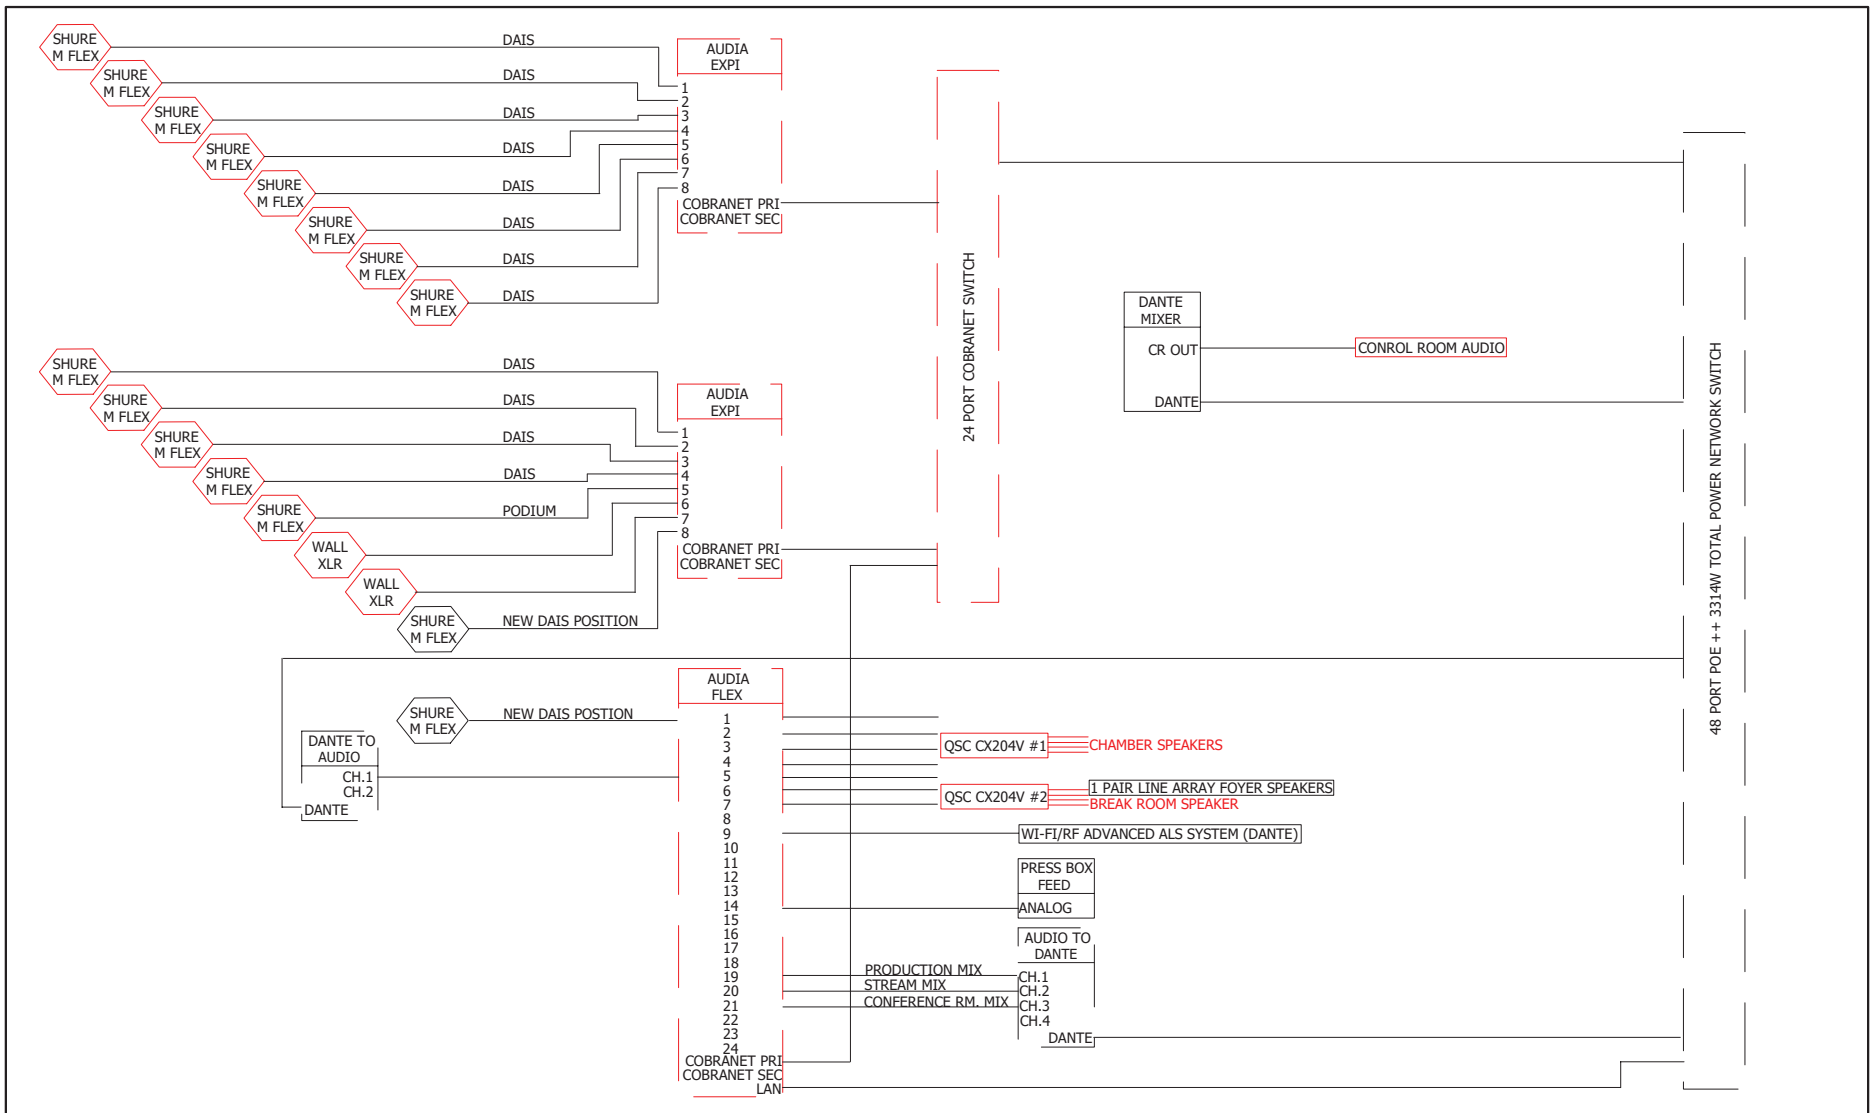 SHURE
M FLEX
DAIS
SHURE
M FLEX
DAIS
SHURE
M FLEX
DAIS
SHURE
M FLEX
DAIS
SHURE
M FLEX
DAIS
SHURE
M FLEX
DAIS
SHURE
M FLEX
DAIS
SHURE
M FLEX
DAIS
AUDIA
EXPI
1
2
3
4
5
6
7
8
COBRANET PRI
COBRANET SEC
SHURE
M FLEX
DAIS
SHURE
M FLEX
DAIS
SHURE
M FLEX
DAIS
SHURE
M FLEX
DAIS
SHURE
M FLEX
PODIUM
WALL
XLR
WALL
XLR
SHURE
M FLEX
NEW DAIS POSITION
AUDIA
EXPI
1
2
3
4
5
6
7
8
COBRANET PRI
COBRANET SEC
24 PORT COBRANET SWITCH
DANTE
MIXER
CR OUT
DANTE
CONROL ROOM AUDIO
48 PORT POE ++ 3314W TOTAL POWER NETWORK SWITCH
SHURE
M FLEX
NEW DAIS POSTION
DANTE TO
AUDIO
CH.1
CH.2
DANTE
AUDIA
FLEX
1
2
3
4
5
6
7
8
9
10
11
12
13
14
15
16
17
18
19
20
21
22
23
24
COBRANET PRI
COBRANET SEC
LAN
QSC CX204V #1
CHAMBER SPEAKERS
QSC CX204V #2
1 PAIR LINE ARRAY FOYER SPEAKERS
BREAK ROOM SPEAKER
WI-FI/RF ADVANCED ALS SYSTEM (DANTE)
PRESS BOX
FEED
ANALOG
AUDIO TO
DANTE
PRODUCTION MIX
STREAM MIX
CONFERENCE RM. MIX
CH.1
CH.2
CH.3
CH.4
DANTE